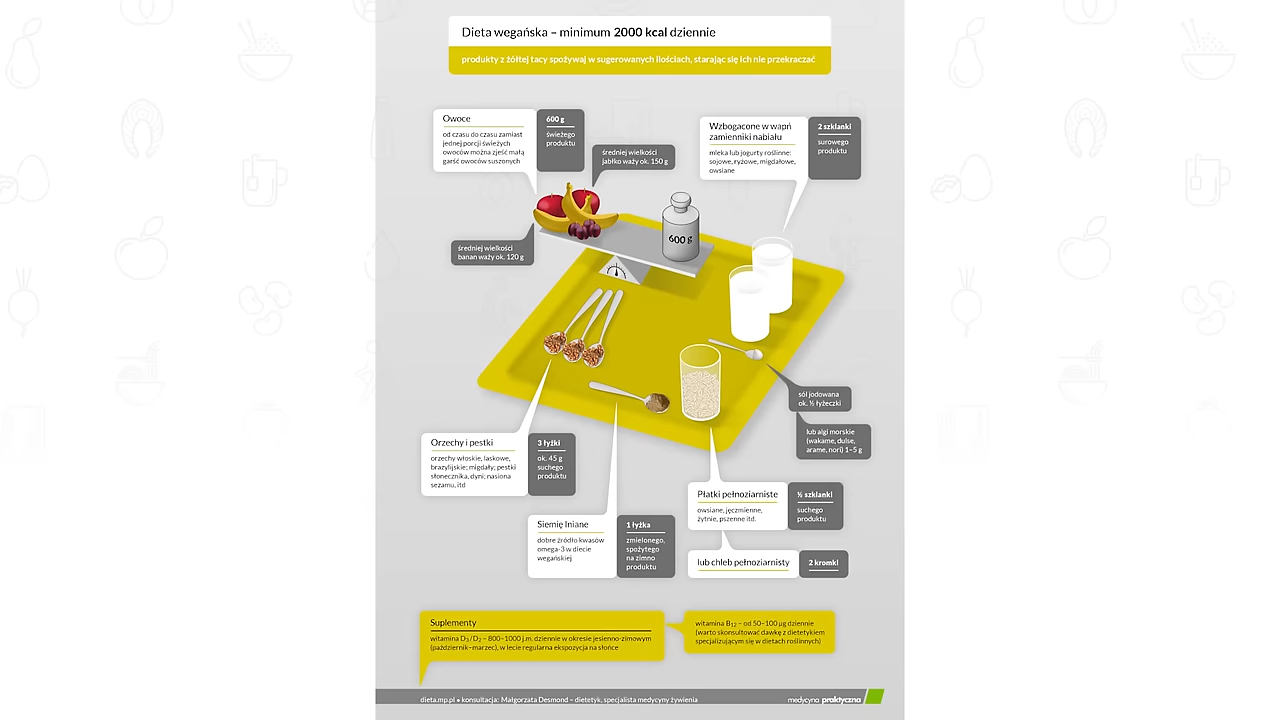 Dieta wegańska – minimum 2000 kcal dziennie
produkty z żółtej tacy spożywaj w sugerowanych ilościach, starając się ich nie przekraczać
Owoce
od czasu do czasu zamiast
jednej porcji świeżych
owoców można zjeść małą
garść owoców suszonych
600 g
świeżego
produktu
średniej wielkości
jabłko waży ok. 150 g
Wzbogacone w wapń
zamienniki nabiału
mleka lub jogurty roślinne:
sojowe, ryżowe, migdałowe,
owsiane
2 szklanki
surowego
produktu
600 g
średniej wielkości
banan waży ok. 120 g
sól jodowana
ok. ½ łyżeczki
lub algi morskie
(wakame, dulse,
arame, nori) 1–5 g
Orzechy i pestki
orzechy włoskie, laskowe,
brazylijskie; migdały; pestki
słonecznika, dyni; nasiona
sezamu, itd
3 łyżki
ok. 45 g
suchego
produktu
Płatki pełnoziarniste
owsiane, jęczmienne,
żytnie, pszenne itd.
½ szklanki
suchego
produktu
Siemię lniane
dobre źródło kwasów
omega-3 w diecie
wegańskiej
1 łyżka
zmielonego,
spożytego
na zimno
produktu
lub chleb pełnoziarnisty
2 kromki
Suplementy
witamina D3/D2 – 800–1000 j.m. dziennie w okresie jesienno-zimowym
(październik–marzec), w lecie regularna ekspozycja na słońce
witamina B12 – od 50–100 µg dziennie
(warto skonsultować dawkę z dietetykiem
specjalizującym się w dietach roślinnych)
dieta.mp.pl • konsultacja: Małgorzata Desmond – dietetyk, specjalista medycyny żywienia
medycyna praktyczna